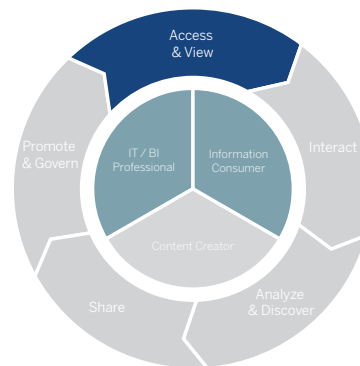 Access
& View
Promote
& Govern
IT / BI
Professional
Information
Consumer
Interact
Content Creator
Share
Analyze
& Discover